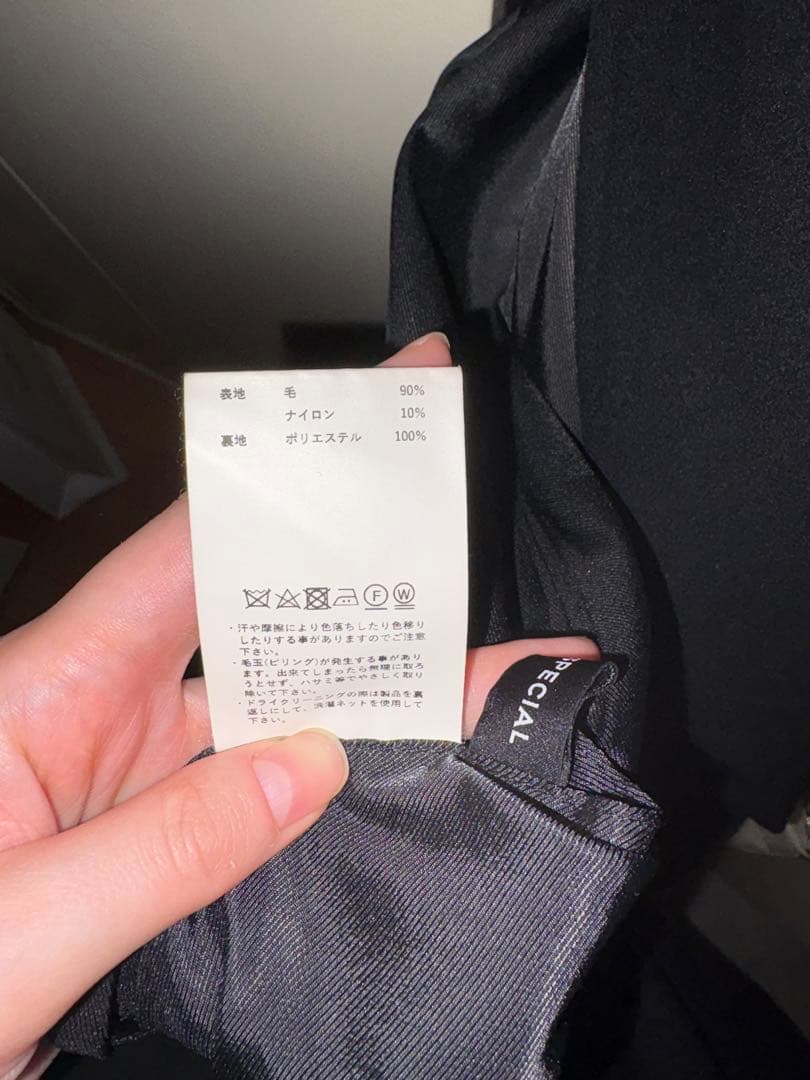 表地 毛 90%
ナイロン 10%
裏地 ポリエステル 100%
F W
・汗や摩擦により色落ちしたり色移り
したりする事がありますのでご注意
下さい。
・毛玉(ピリング)が発生する事があり
ます。出来てしまったら無理に取ろ
うとせず、ハサミ等でやさしく取り
除いて下さい。
・ドライクリーニングの際は製品を裏
返しにして、洗濯ネットを使用して
下さい。
SPECIAL